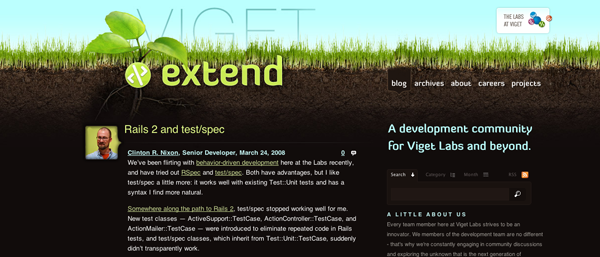 VIGET
THE LABS
AT VIGET
extend
blog archives about careers projects
Rails 2 and test/spec
Clinton R. Nixon, Senior Developer, March 24, 2008 0
We've been flirting with behavior-driven development here at the Labs recently,
and have tried out RSpec and test/spec. Both have advantages, but I like
test/spec a little more: it works well with existing Test::Unit tests and has a
syntax I find more natural.
Somewhere along the path to Rails 2, test/spec stopped working well for me.
New test classes — ActiveSupport::TestCase, ActionController::TestCase, and
ActionMailer::TestCase — were introduced to eliminate repeated code in Rails
tests, and test/spec classes, which inherit from Test::Unit::TestCase, suddenly
didn't transparently work.
A development community
for Viget Labs and beyond.
Search Category Month RSS
A LITTLE ABOUT US
Every team member here at Viget Labs strives to be an
innovator. We members of the development team are no different
- that's why we're constantly engaging in community discussions
and exploring the unknown that is the next generation of